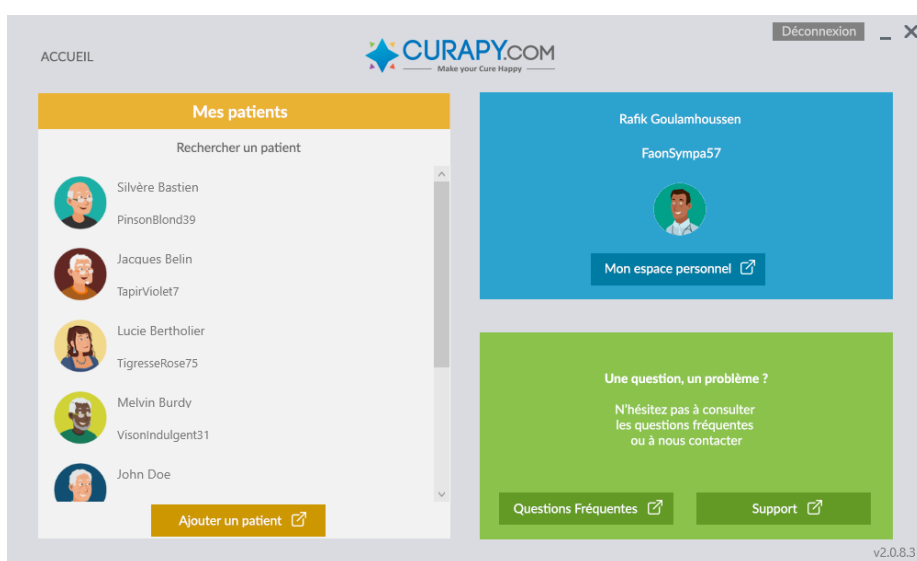 Déconnexion
ACCUEIL
CURAPY.COM
Make your Cure Happy
Mes patients
Rechercher un patient
Silvère Bastien
PinsonBlond39
Jacques Belin
TapirViolet7
Lucie Bertholier
TigresseRose75
Melvin Burdy
VisonIndulgent31
John Doe
Ajouter un patient
Rafik Goulamhoussen
FaonSympa57
Mon espace personnel
Une question, un problème ?
N'hésitez pas à consulter
les questions fréquentes
ou à nous contacter
Questions Fréquentes
Support
v2.0.8.3